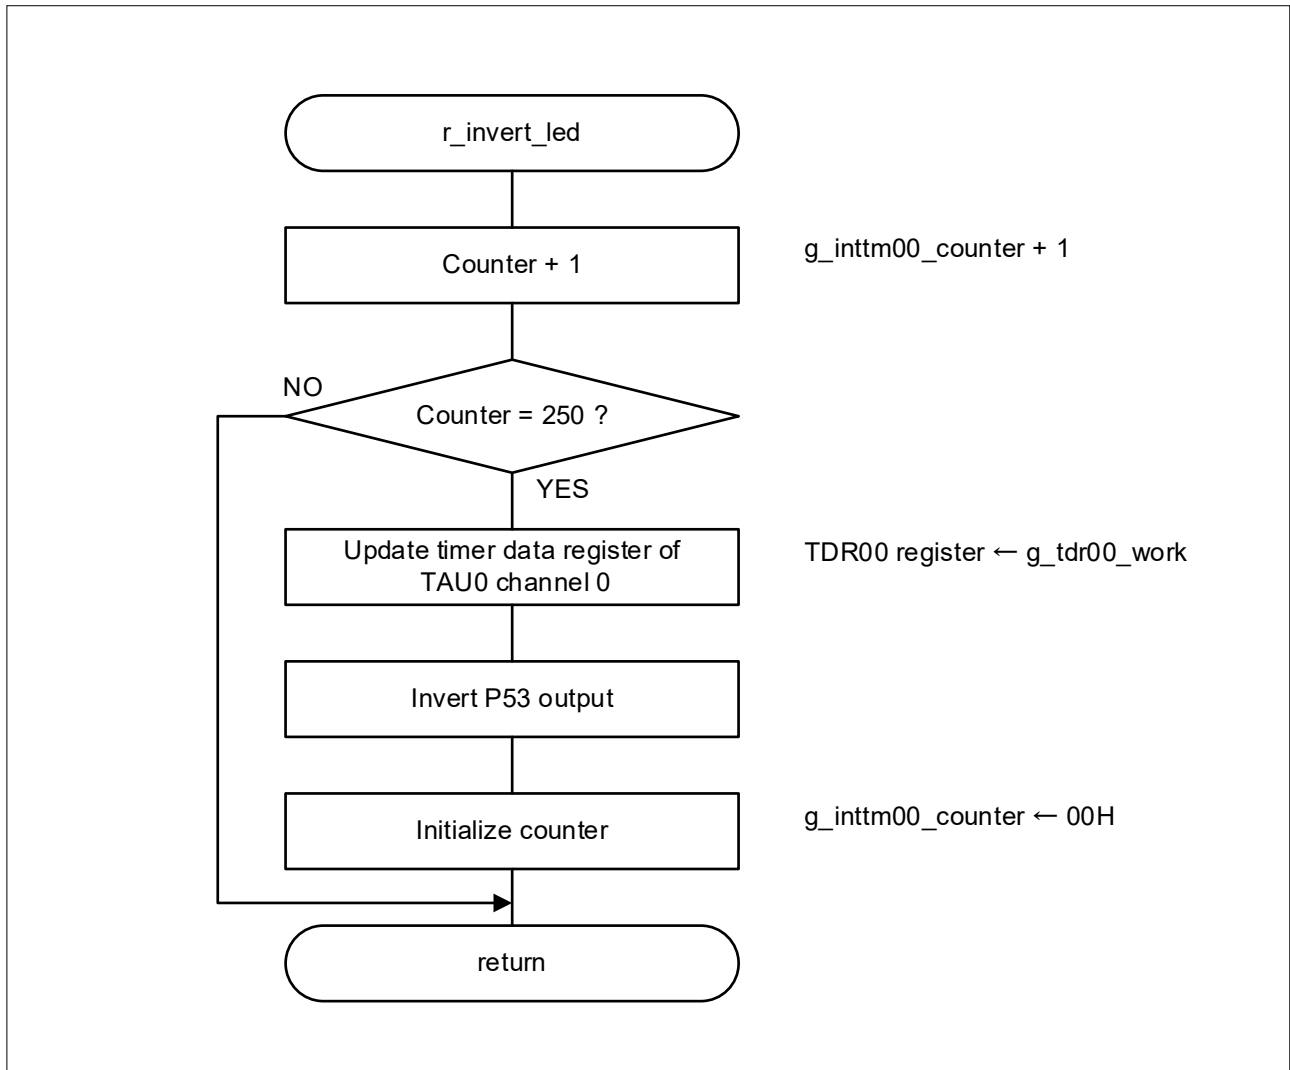 r_invert_led
Counter + 1
g_inttm00_counter + 1
NO
Counter = 250 ?
YES
Update timer data register of
TAU0 channel 0
TDR00 register ← g_tdr00_work
Invert P53 output
Initialize counter
g_inttm00_counter ← 00H
return